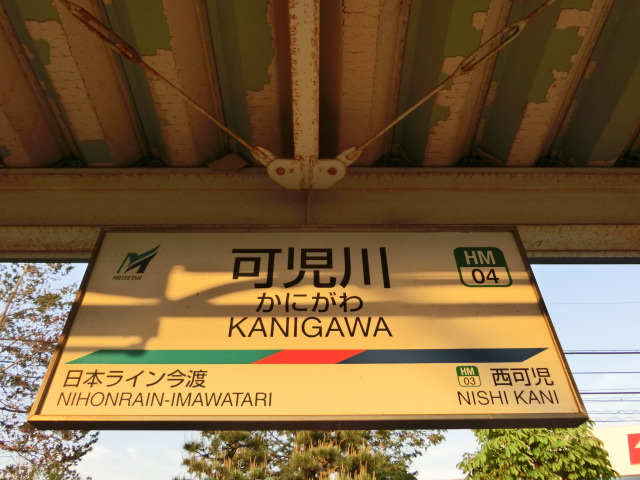 MEITETSU
可児川
かにがわ
KANIGAWA
HM
04
日本ライン今渡
NIHONRAIN-IMAWATARI
HM
03
西可児
NISHI KANI